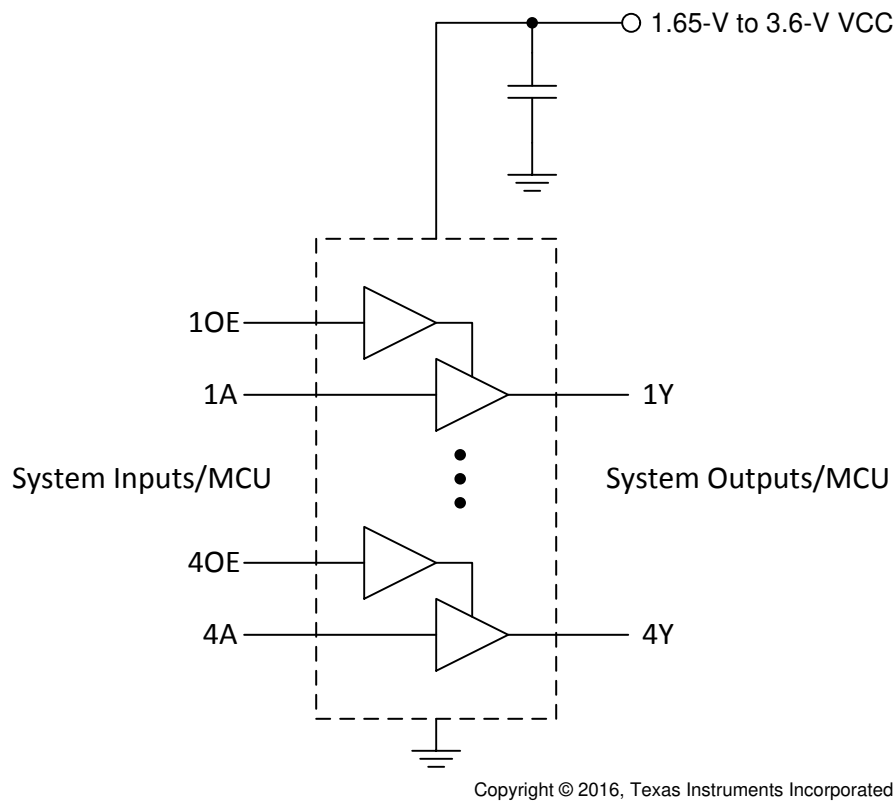 1.65-V to 3.6-V VCC
1OE
1A
1Y
System Inputs/MCU
System Outputs/MCU
4OE
4A
4Y
Copyright © 2016, Texas Instruments Incorporated